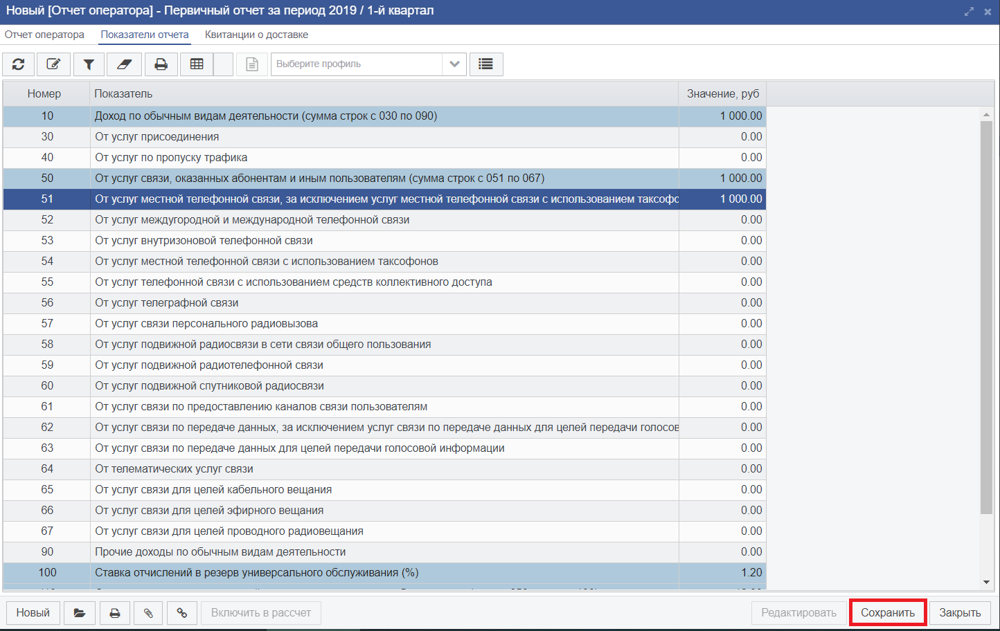 Новый [Отчет оператора] - Первичный отчет за период 2019 / 1-й квартал
Отчет оператора Показатели отчета Квитанции о доставке
Выберите профиль
Номер Показатель Значение, руб
10 Доход по обычным видам деятельности (сумма строк с 030 по 090) 1 000.00
30 От услуг присоединения 0.00
40 От услуг по пропуску трафика 0.00
50 От услуг связи, оказанных абонентам и иным пользователям (сумма строк с 051 по 067) 1 000.00
51 От услуг местной телефонной связи, за исключением услуг местной телефонной связи с использованием таксофо 1 000.00
52 От услуг междугородной и международной телефонной связи 0.00
53 От услуг внутризоновой телефонной связи 0.00
54 От услуг местной телефонной связи с использованием таксофонов 0.00
55 От услуг телефонной связи с использованием средств коллективного доступа 0.00
56 От услуг телеграфной связи 0.00
57 От услуг связи персонального радиовызова 0.00
58 От услуг подвижной радиосвязи в сети связи общего пользования 0.00
59 От услуг подвижной радиотелефонной связи 0.00
60 От услуг подвижной спутниковой радиосвязи 0.00
61 От услуг связи по предоставлению каналов связи пользователям 0.00
62 От услуг связи по передаче данных, за исключением услуг связи по передаче данных для целей передачи голосов 0.00
63 От услуг связи по передаче данных для целей передачи голосовой информации 0.00
64 От телематических услуг связи 0.00
65 От услуг связи для целей кабельного вещания 0.00
66 От услуг связи для целей эфирного вещания 0.00
67 От услуг связи для целей проводного радиовещания 0.00
90 Прочие доходы по обычным видам деятельности 0.00
100 Ставка отчислений в резерв универсального обслуживания (%) 1.20
Новый Включить в рассчет Редактировать Сохранить Закрыть